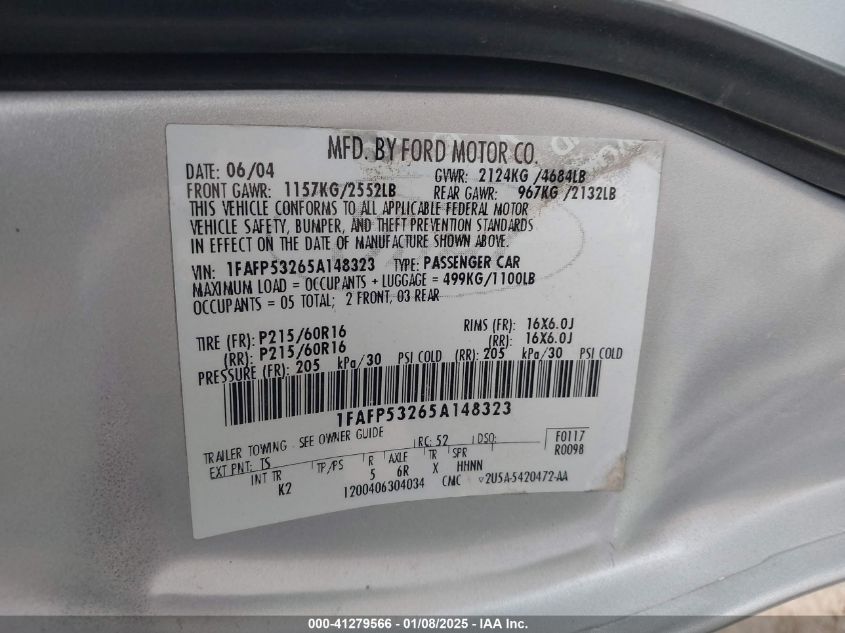 MFD. BY FORD MOTOR CO.
DATE: 06/04 GVWR: 2124KG /4684LB
FRONT GAWR: 1157KG/2552LB REAR GAWR: 967KG /2132LB
THIS VEHICLE CONFORMS TO ALL APPLICABLE FEDERAL MOTOR
VEHICLE SAFETY, BUMPER, AND THEFT PREVENTION STANDARDS
IN EFFECT ON THE DATE OF MANUFACTURE SHOWN ABOVE.
VIN: 1FAFP53265A148323 TYPE: PASSENGER CAR
MAXIMUM LOAD = OCCUPANTS + LUGGAGE = 499KG/1100LB
OCCUPANTS = 05 TOTAL; 2 FRONT, 03 REAR
TIRE (FR): P215/60R16 RIMS (FR): 16X6.0J
(RR): P215/60R16 (RR): 16X6.0J
PRESSURE (FR): 205 kPa/30 PSI COLD (RR): 205 kPa/30 PSI COLD
1FAFP53265A148323
TRAILER TOWING - SEE OWNER GUIDE RC: 52 DSO: F0117
EXT PNT: TS R0098
INT TR TP/PS R AXLE TR SPR
K2 5 6R X HHNN
1200406304034 CMC 2U5A-5420472-AA
000-41279566 - 01/08/2025 - IAA Inc.